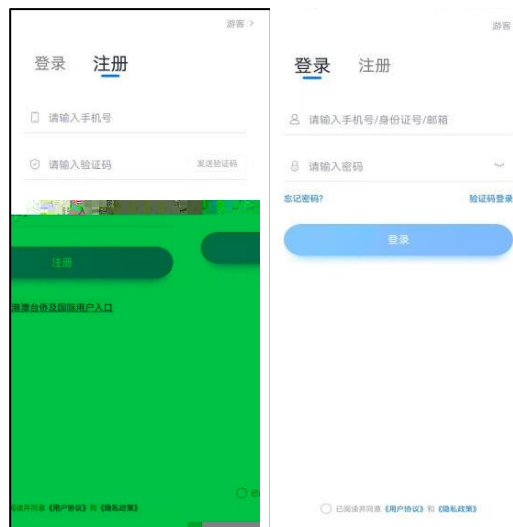 游客 >
登录 注册
请输入手机号
请输入验证码 发送验证码
注册
港澳台侨及国际用户入口
阅读并同意《用户协议》和《隐私政策》
游客
登录 注册
请输入手机号/身份证号/邮箱
请输入密码
忘记密码? 验证码登录
登录
已阅读并同意《用户协议》和《隐私政策》